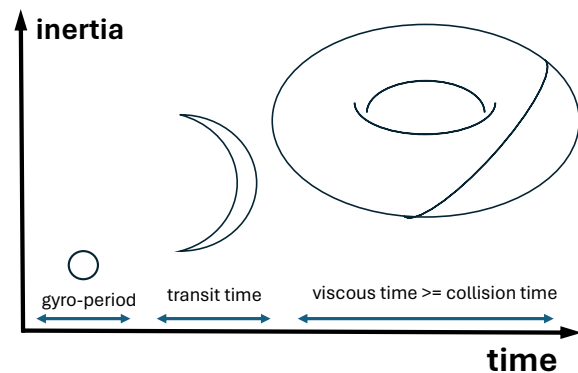 inertia
gyro-period
transit time
viscous time >= collision time
time